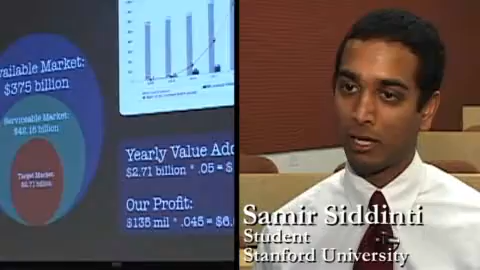 Available Market:
$375 billion
Serviceable Market:
$42.16 billion
Target Market:
$2.71 billion
Yearly Value Add
$2.71 billion * .05 = $
Our Profit:
$135 mil * .045 = $6.
Samir Siddinti
Student
Stanford University